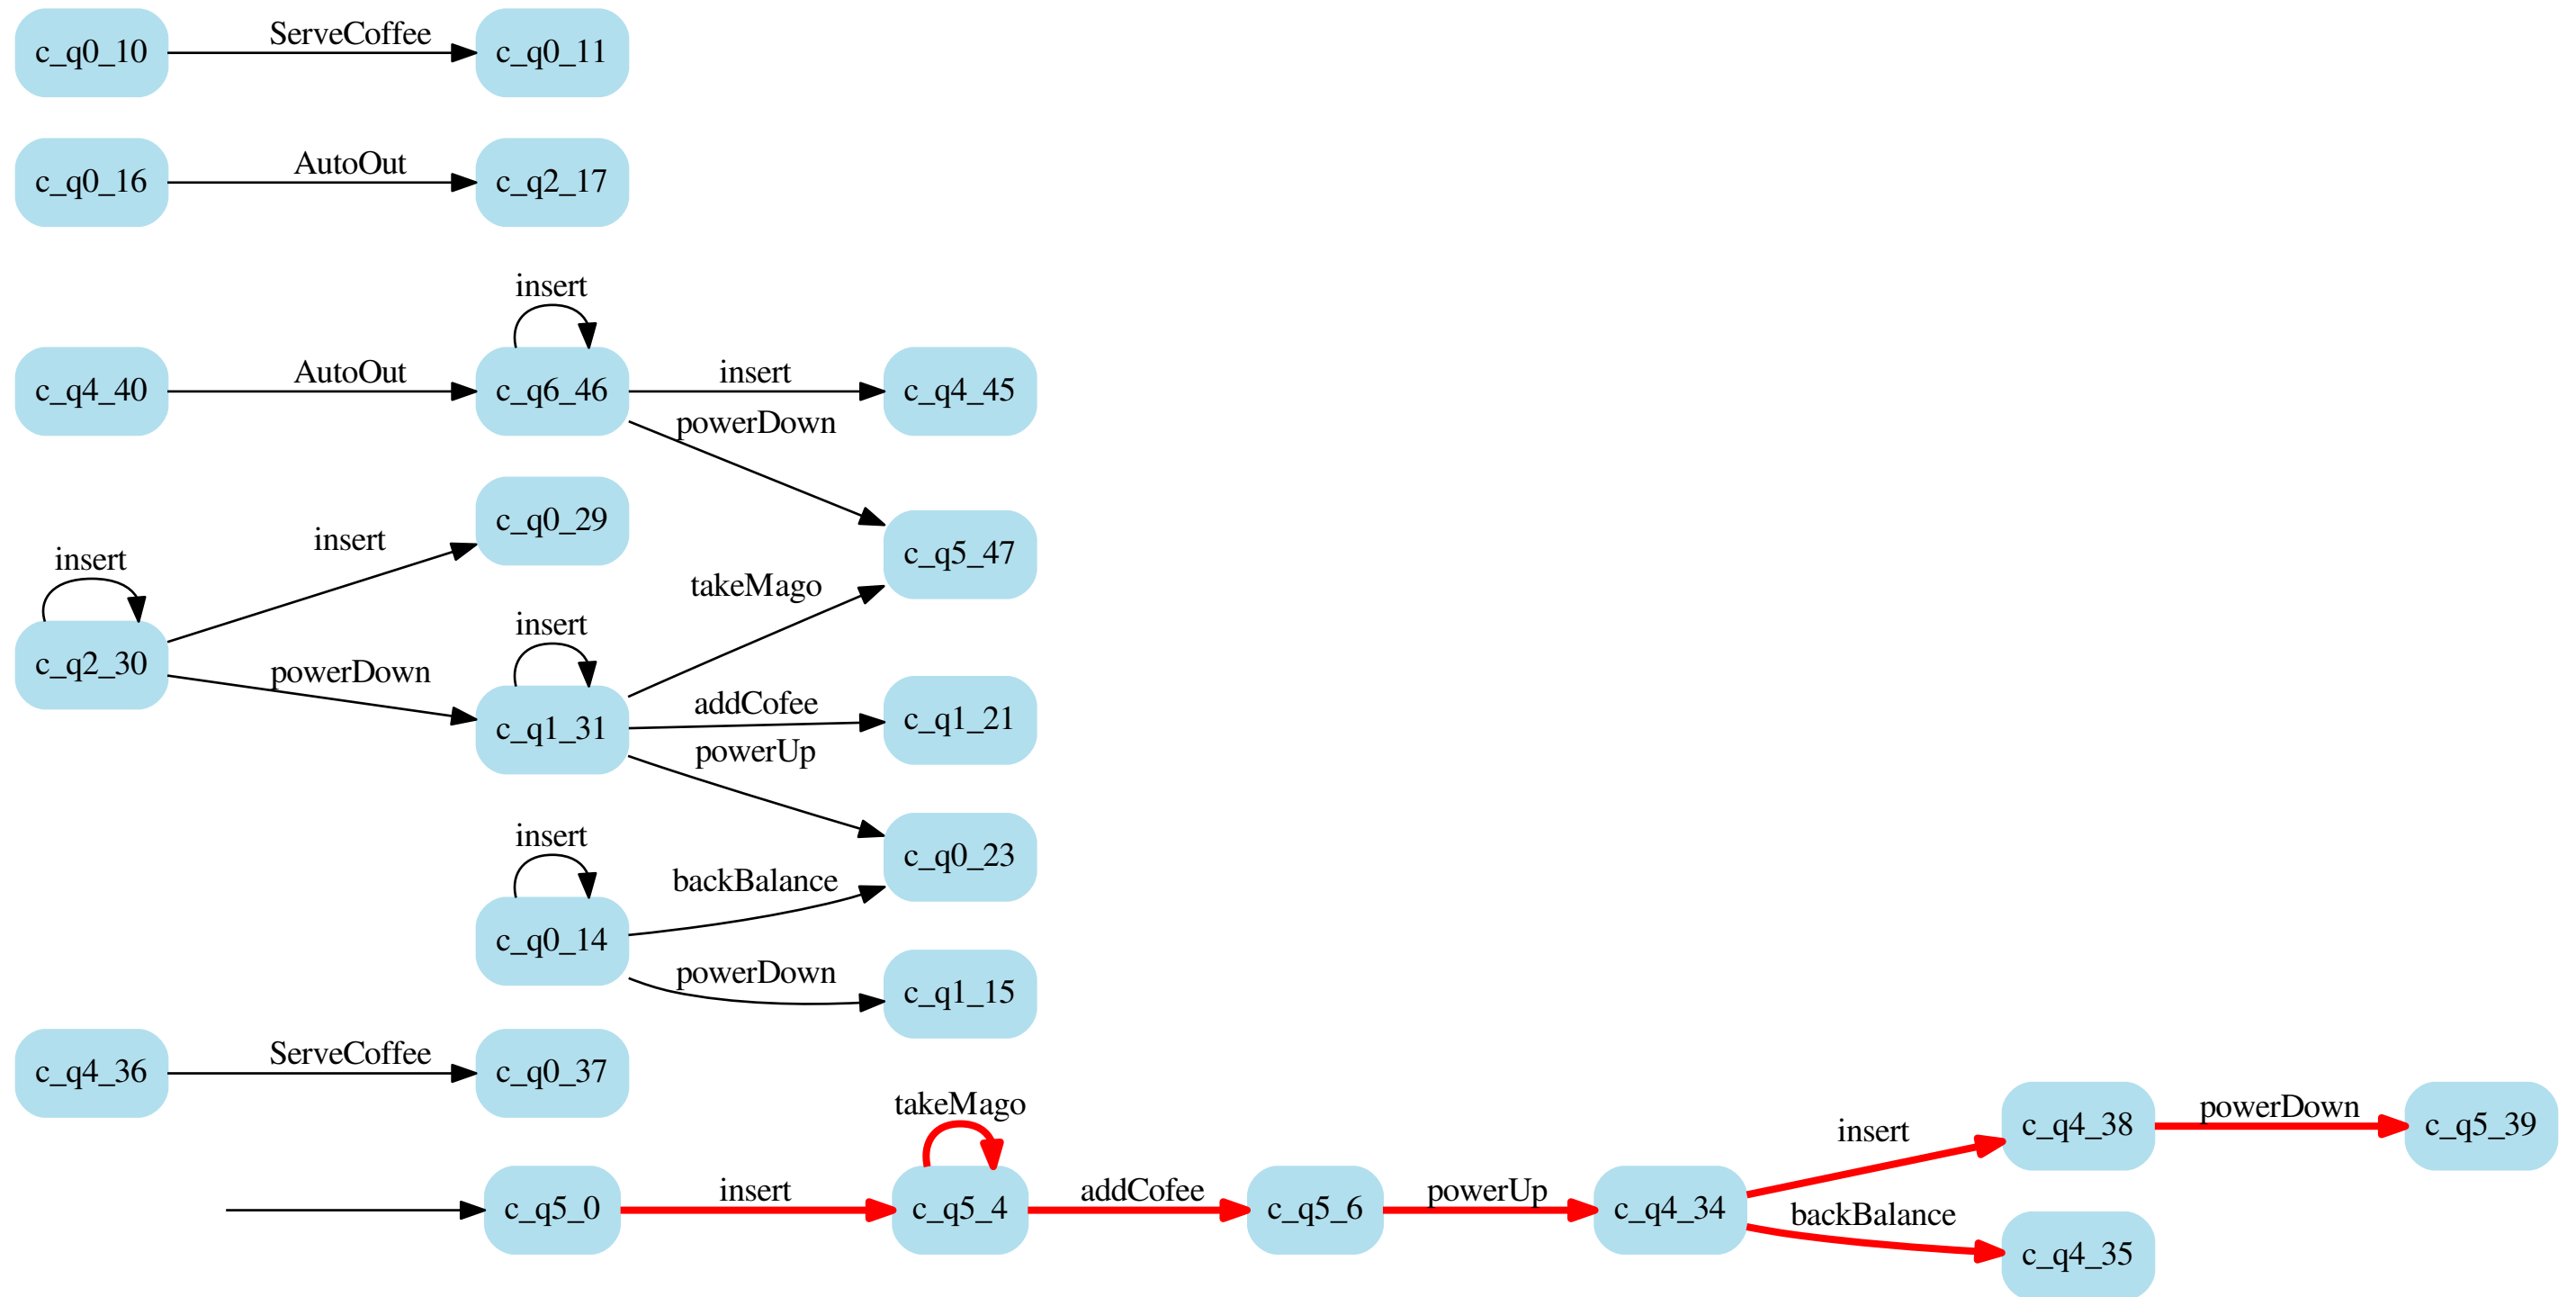 c_q0_10 ServeCoffee c_q0_11
c_q0_16 AutoOut c_q2_17
insert
c_q4_40 AutoOut c_q6_46 insert c_q4_45
powerDown
c_q0_29
insert
c_q5_47
insert
takeMago
insert
c_q2_30
powerDown
c_q1_31
addCofee
c_q1_21
powerUp
insert
c_q0_23
backBalance
c_q0_14
powerDown
c_q1_15
c_q4_36 ServeCoffee c_q0_37
takeMago
insert
c_q4_38
powerDown
c_q5_39
c_q5_0
insert
c_q5_4
addCofee
c_q5_6
powerUp
c_q4_34
backBalance
c_q4_35